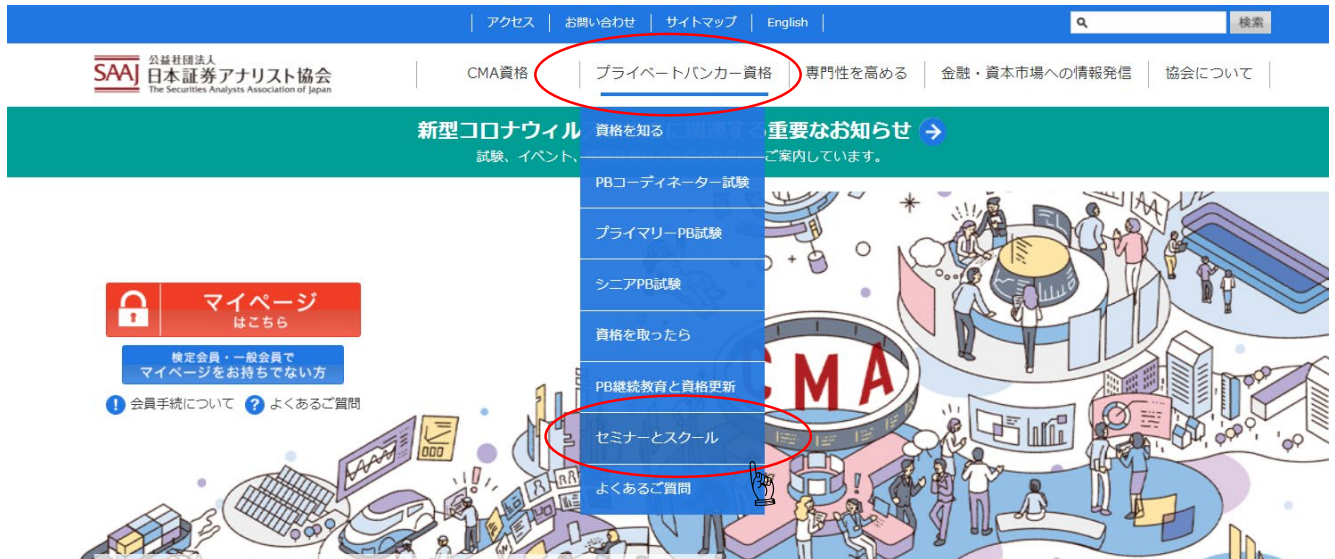 アクセス
お問い合わせ
サイトマップ
English
検索
SAAJ
公益社団法人
日本証券アナリスト協会
The Securities Analysts Association of Japan
CMA資格
プライベートバンカー資格
専門性を高める
金融・資本市場への情報発信
協会について
新型コロナウィル
重要なお知らせ
試験、イベント、
ご案内しています。
資格を知る
PBコーディネーター試験
プライマリーPB試験
シニアPB試験
資格を取ったら
PB継続教育と資格更新
セミナーとスクール
よくあるご質問
マイページ
はこちら
検定会員・一般会員で
マイページをお持ちでない方
会員手続について
よくあるご質問
CMA